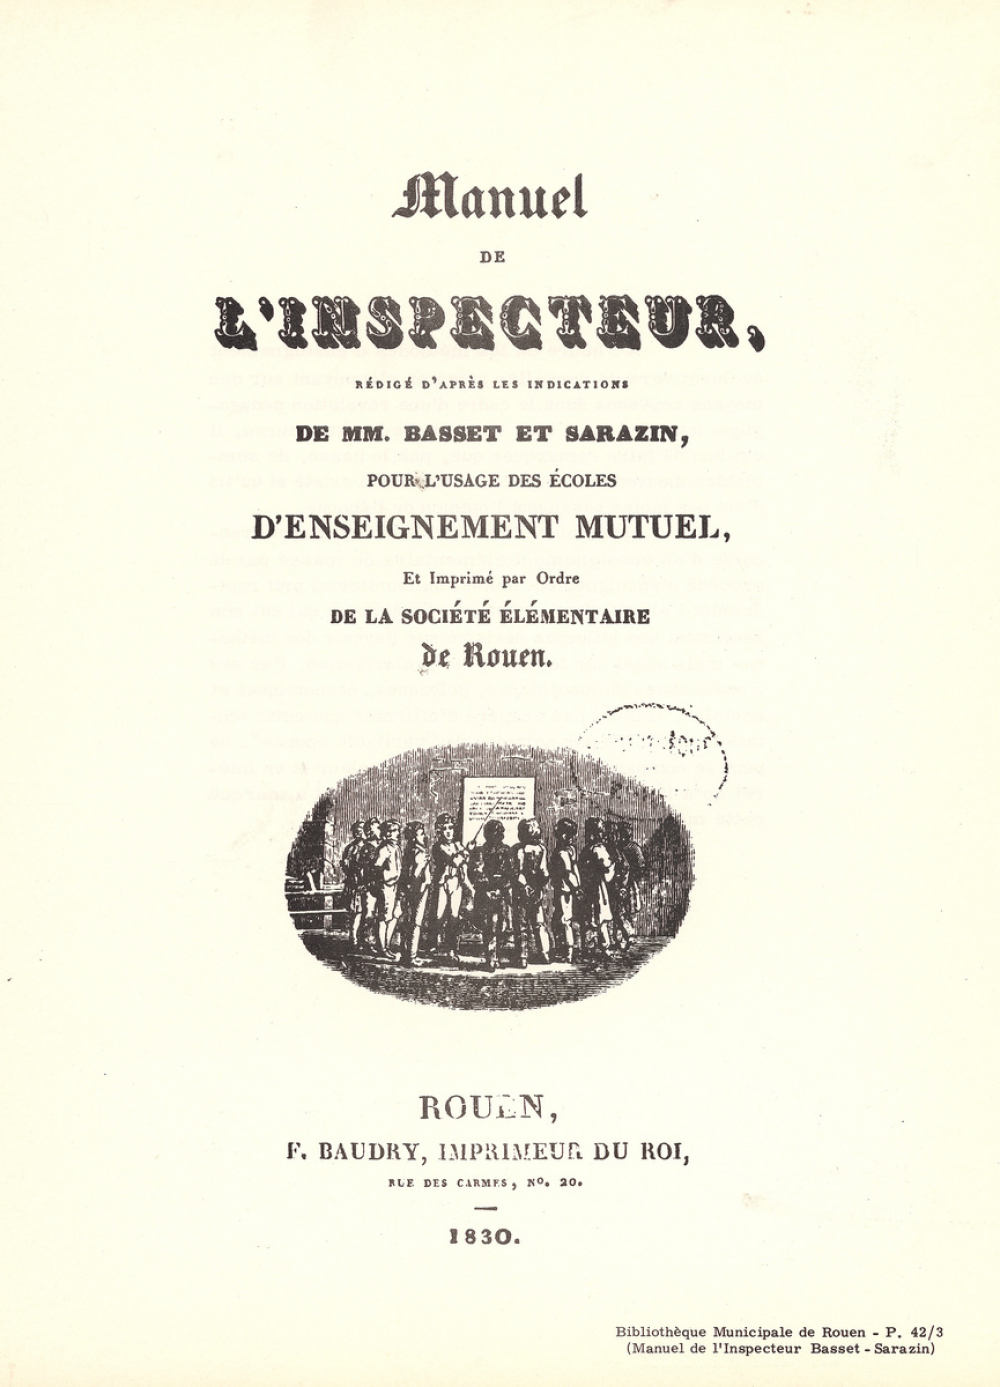 Manuel
DE
L'INSPECTEUR,
RÉDIGÉ D'APRÈS LES INDICATIONS
DE MM. BASSET ET SARAZIN,
POUR L'USAGE DES ÉCOLES
D'ENSEIGNEMENT MUTUEL,
Et Imprimé par Ordre
DE LA SOCIÉTÉ ÉLÉMENTAIRE
de Rouen.
ROUEN,
F. BAUDRY, IMPRIMEUR DU ROI,
RUE DES CARMES, NO. 20.
1830.
Bibliothèque Municipale de Rouen - P. 42/3
(Manuel de l'Inspecteur Basset - Sarazin)